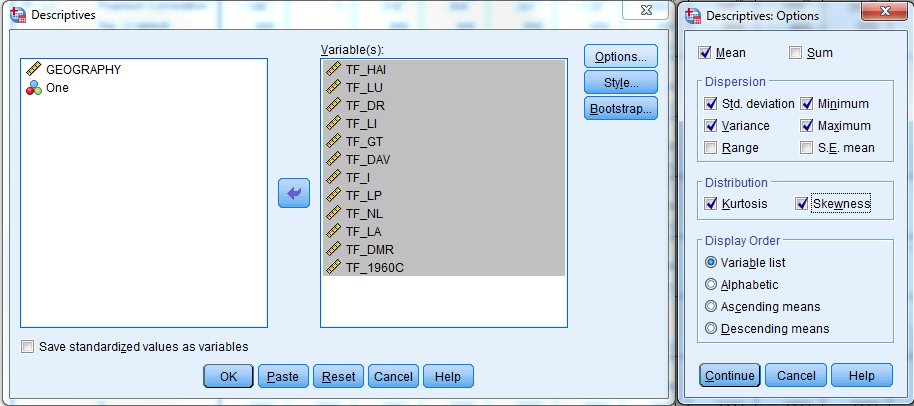 Descriptives
Variable(s):
GEOGRAPHY
One
TF_HAI
TF_LU
TF_DR
TF_LI
TF_GT
TF_DAV
TF_I
TF_LP
TF_NL
TF_LA
TF_DMR
TF_1960C
Options...
Style...
Bootstrap...
Save standardized values as variables
OK Paste Reset Cancel Help
Descriptives: Options
Mean Sum
Dispersion
Std. deviation Minimum
Variance Maximum
Range S.E. mean
Distribution
Kurtosis Skewness
Display Order
Variable list
Alphabetic
Ascending means
Descending means
Continue Cancel Help